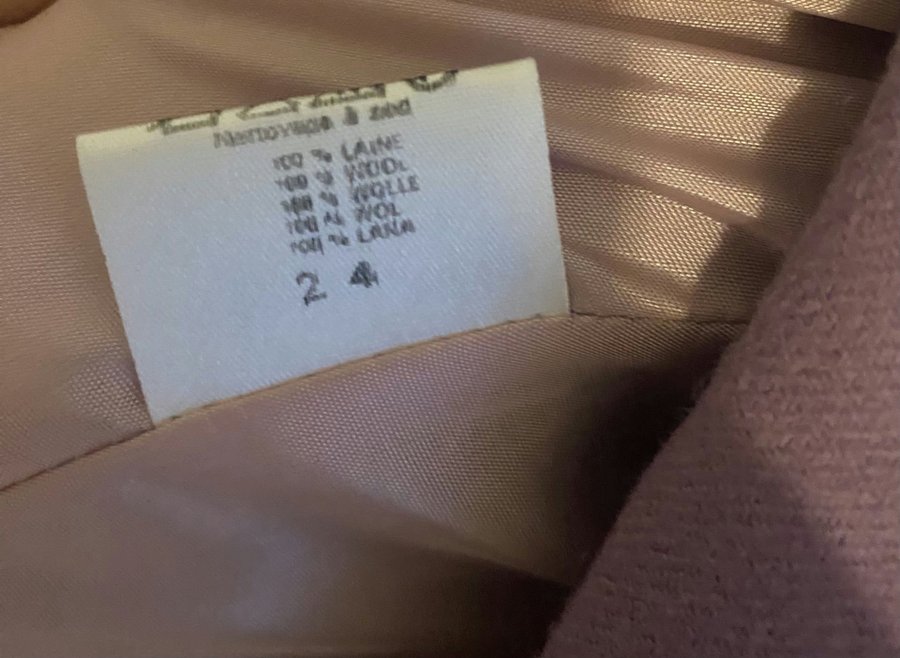 Nettoyage à sec
100 % LAINE
100 % WOOL
100 % WOLLE
100 % WOL
100 % LANA
2 4